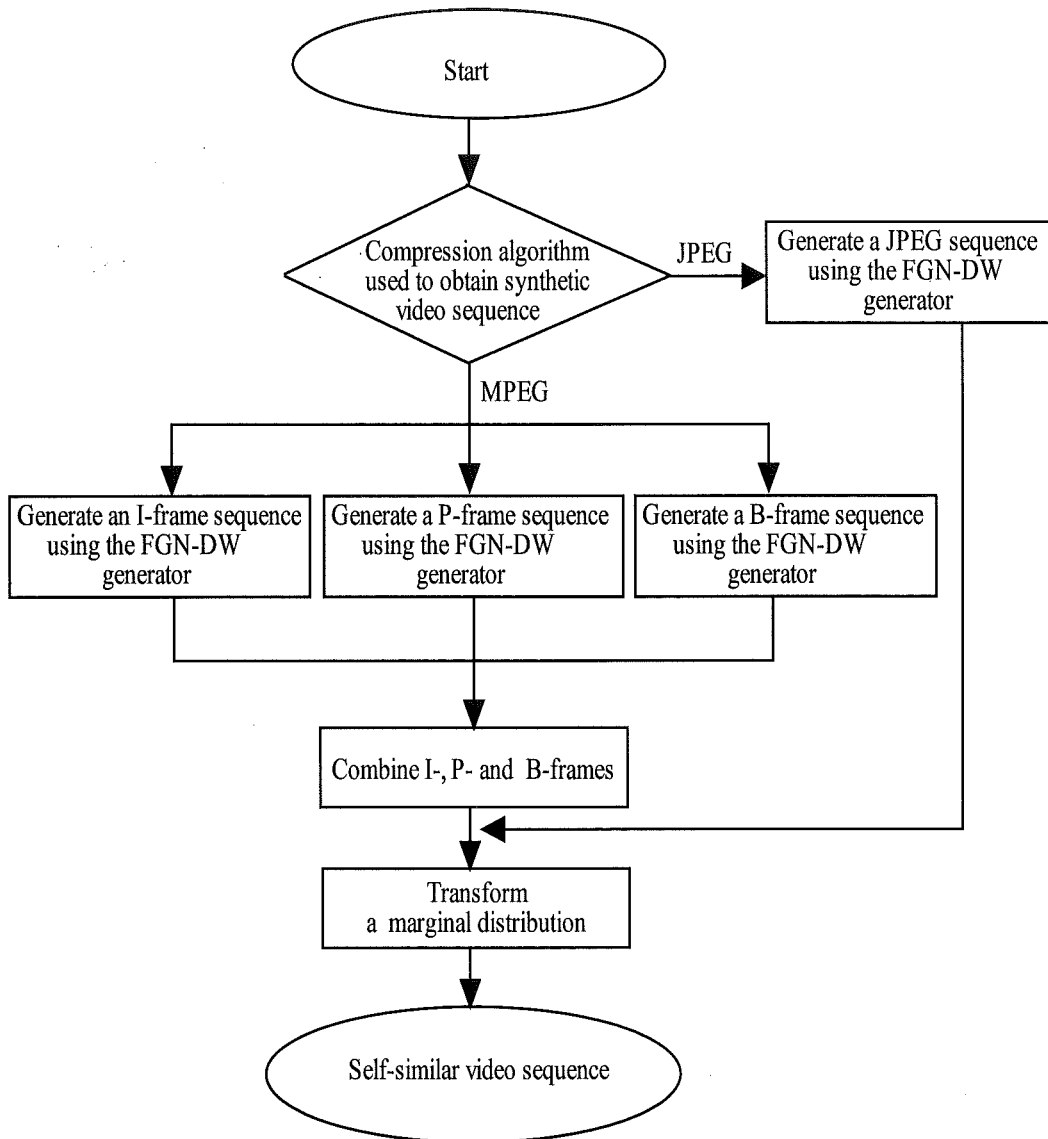 Start
Compression algorithm
used to obtain synthetic
video sequence
JPEG
Generate a JPEG sequence
using the FGN-DW
generator
MPEG
Generate an I-frame sequence
using the FGN-DW
generator
Generate a P-frame sequence
using the FGN-DW
generator
Generate a B-frame sequence
using the FGN-DW
generator
Combine I-, P- and B-frames
Transform
a marginal distribution
Self-similar video sequence